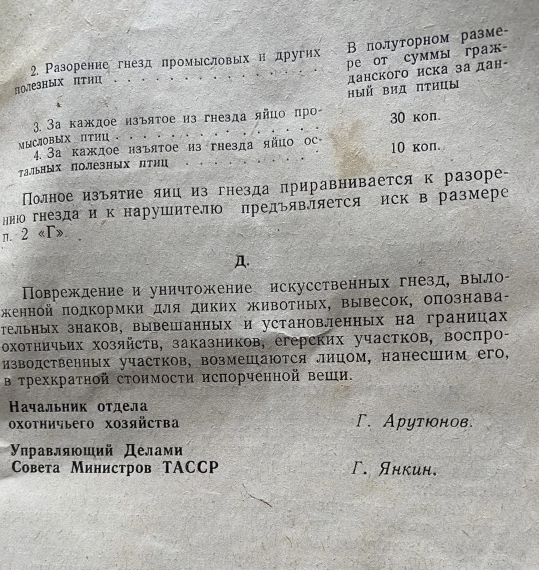 2. Разорение гнезд промысловых и других
полезных птиц . . . . . . . . . . . . . .
В полуторном разме-
ре от суммы граж-
данского иска за дан-
ный вид птицы
3. За каждое изъятое из гнезда яйцо про-
мысловых птиц . . . . . . . . . . . . . .
30 коп.
4. За каждое изъятое из гнезда яйцо ос-
тальных полезных птиц . . . . . . . . .
10 коп.
Полное изъятие яиц из гнезда приравнивается к разоре-
нию гнезда и к нарушителю предъявляется иск в размере
п. 2 «Г».
Д.
Повреждение и уничтожение искусственных гнезд, выло-
женной подкормки для диких животных, вывесок, опознава-
тельных знаков, вывешанных и установленных на границах
охотничьих хозяйств, заказников, егерских участков, воспро-
изводственных участков, возмещаются лицом, нанесшим его,
в трехкратной стоимости испорченной вещи.
Начальник отдела
охотничьего хозяйства
Г. Арутюнов.
Управляющий Делами
Совета Министров ТАССР
Г. Янкин.